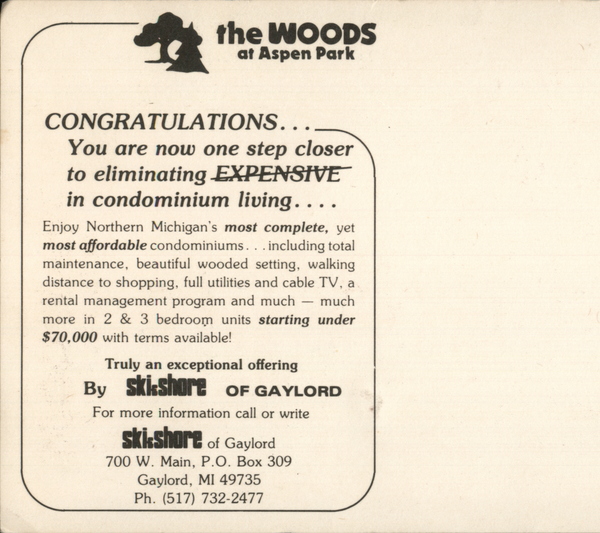 the WOODS
at Aspen Park
CONGRATULATIONS...
You are now one step closer
to eliminating EXPENSIVE
in condominium living....
Enjoy Northern Michigan's most complete, yet
most affordable condominiums...including total
maintenance, beautiful wooded setting, walking
distance to shopping, full utilities and cable TV, a
rental management program and much — much
more in 2 & 3 bedroom units starting under
$70,000 with terms available!
Truly an exceptional offering
By ski&shore OF GAYLORD
For more information call or write
ski&shore of Gaylord
700 W. Main, P.O. Box 309
Gaylord, MI 49735
Ph. (517) 732-2477